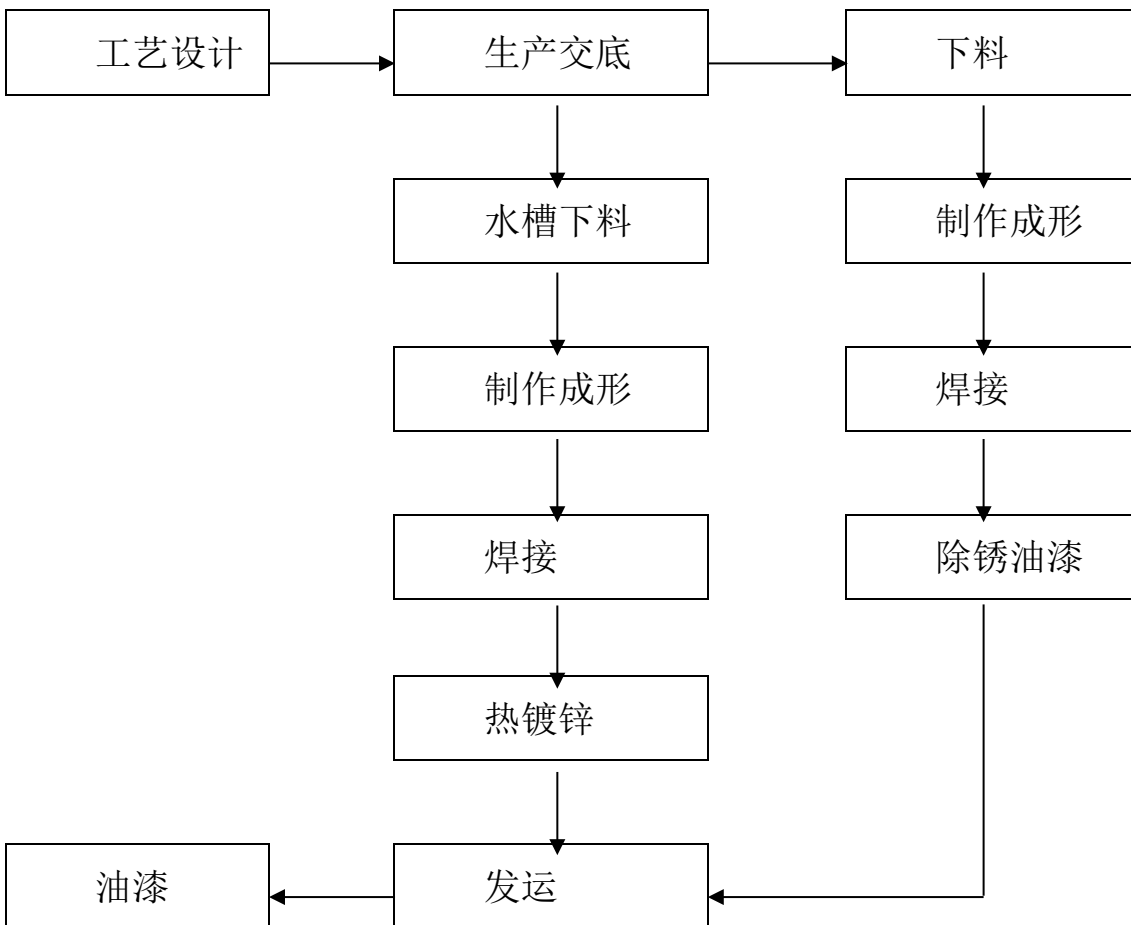 工艺设计
生产交底
下料
水槽下料
制作成形
制作成形
焊接
焊接
除锈油漆
热镀锌
油漆
发运